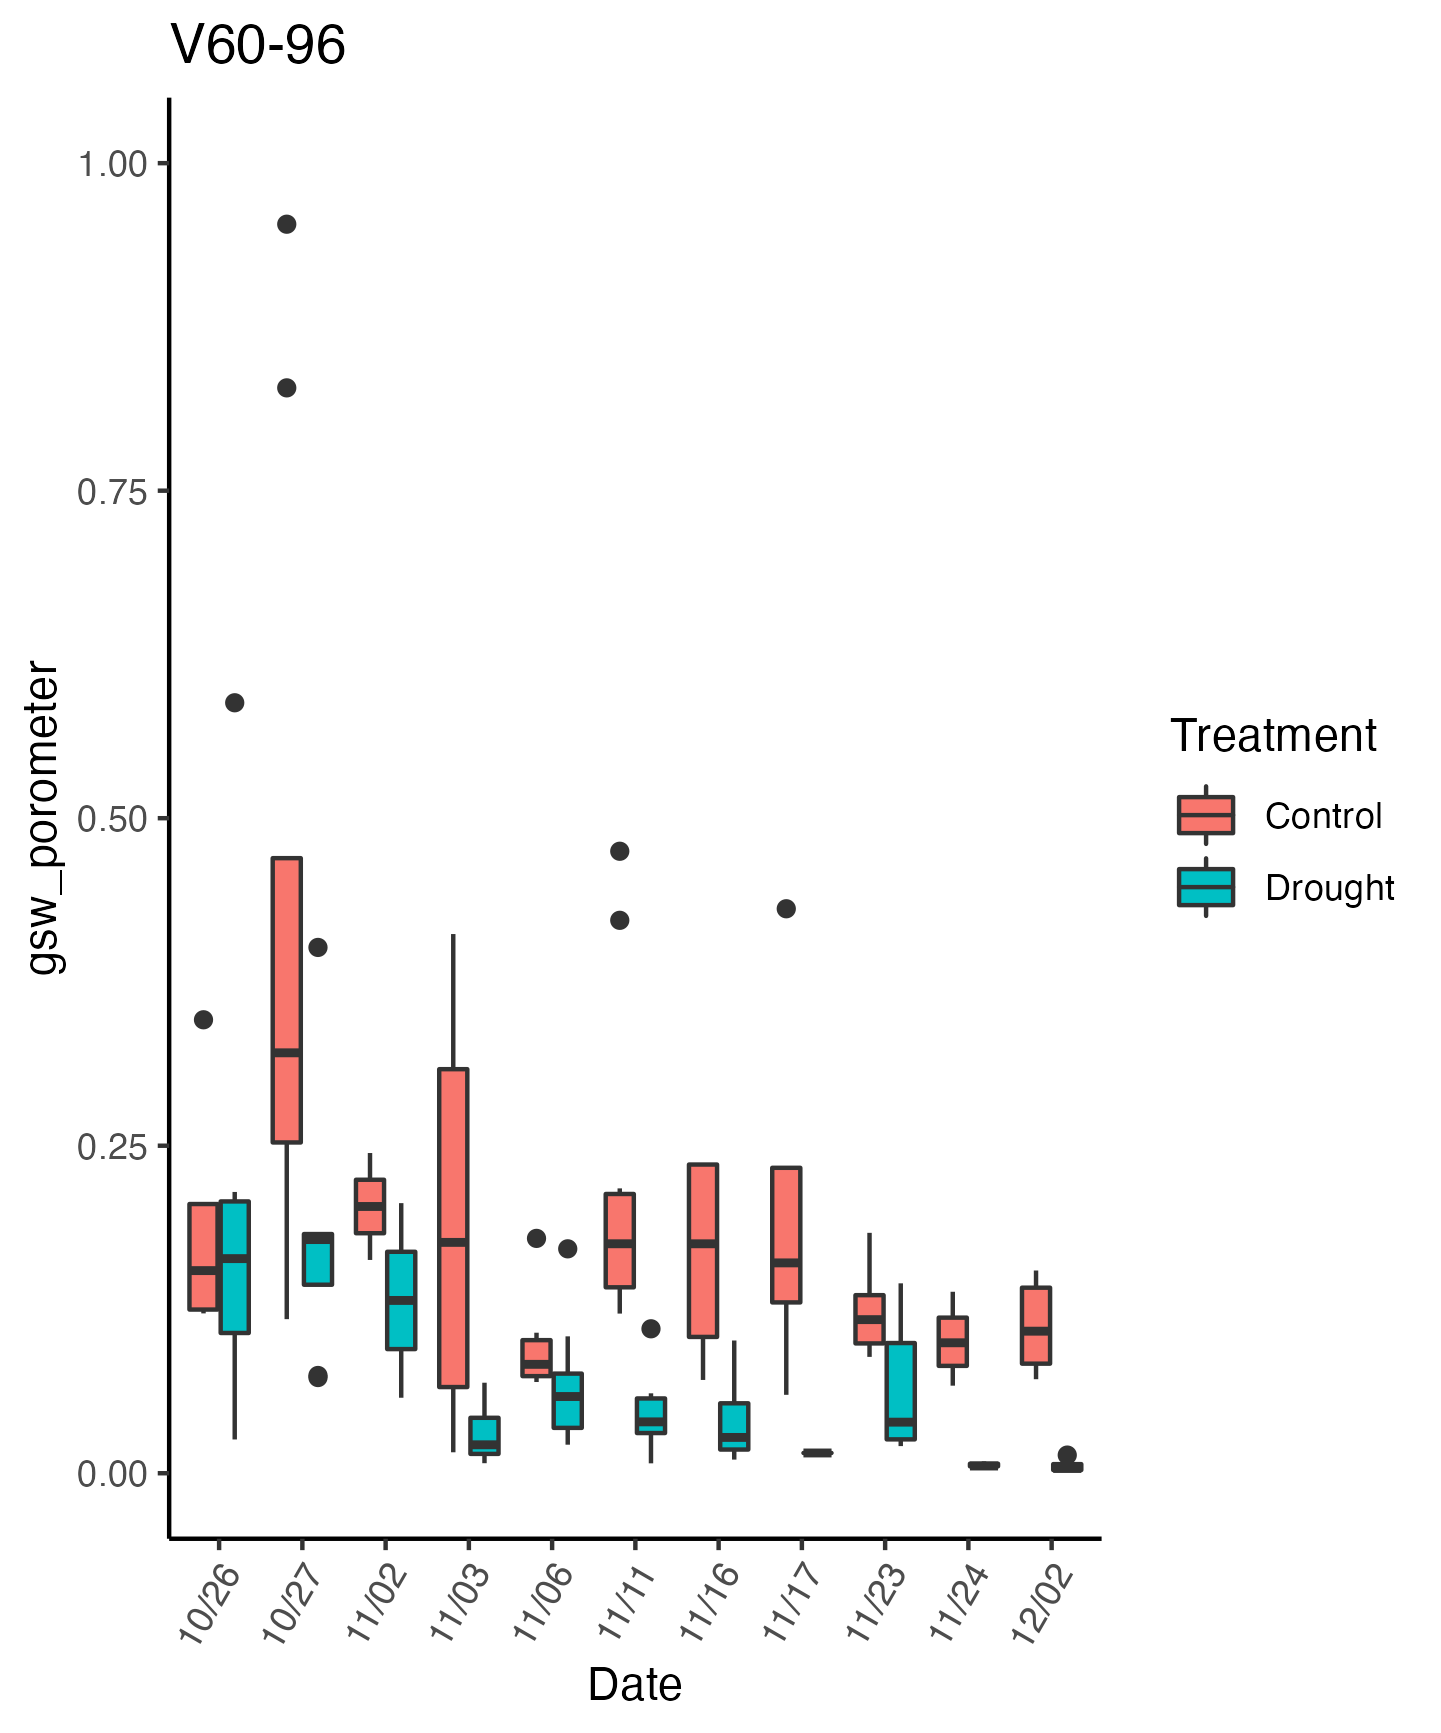 V60-96
1.00
0.75
0.50
0.25
0.00
gsw_porometer
10/26
10/27
11/02
11/03
11/06
11/11
11/16
11/17
11/23
11/24
12/02
Date
Treatment
Control
Drought